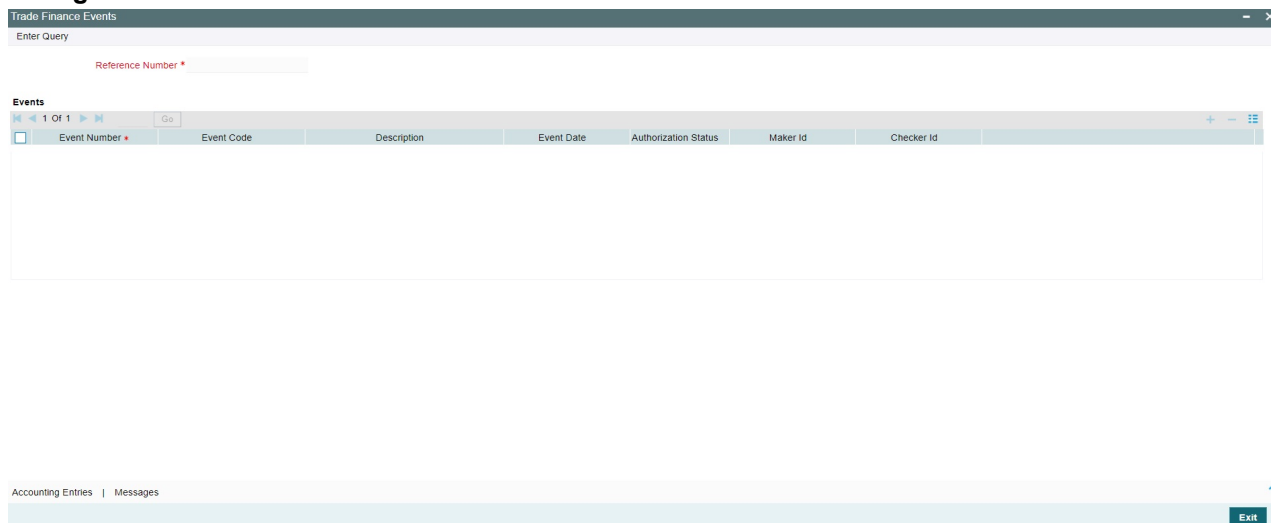 Trade Finance Events
Enter Query
Reference Number *
Events
1 Of 1 Go
Event Number * Event Code Description Event Date Authorization Status Maker Id Checker Id
Accounting Entries | Messages
Exit